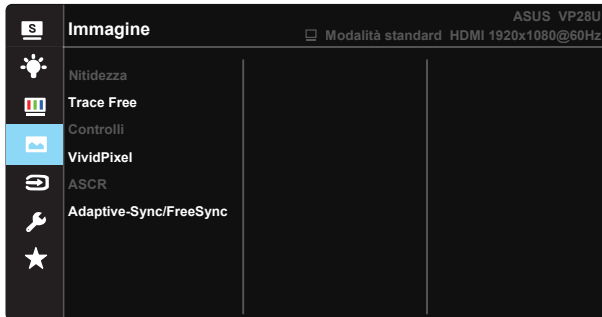 S
Immagine
ASUS VP28U
Modalità standard HDMI 1920x1080@60Hz
Nitidezza
Trace Free
Controlli
VividPixel
ASCR
Adaptive-Sync/FreeSync